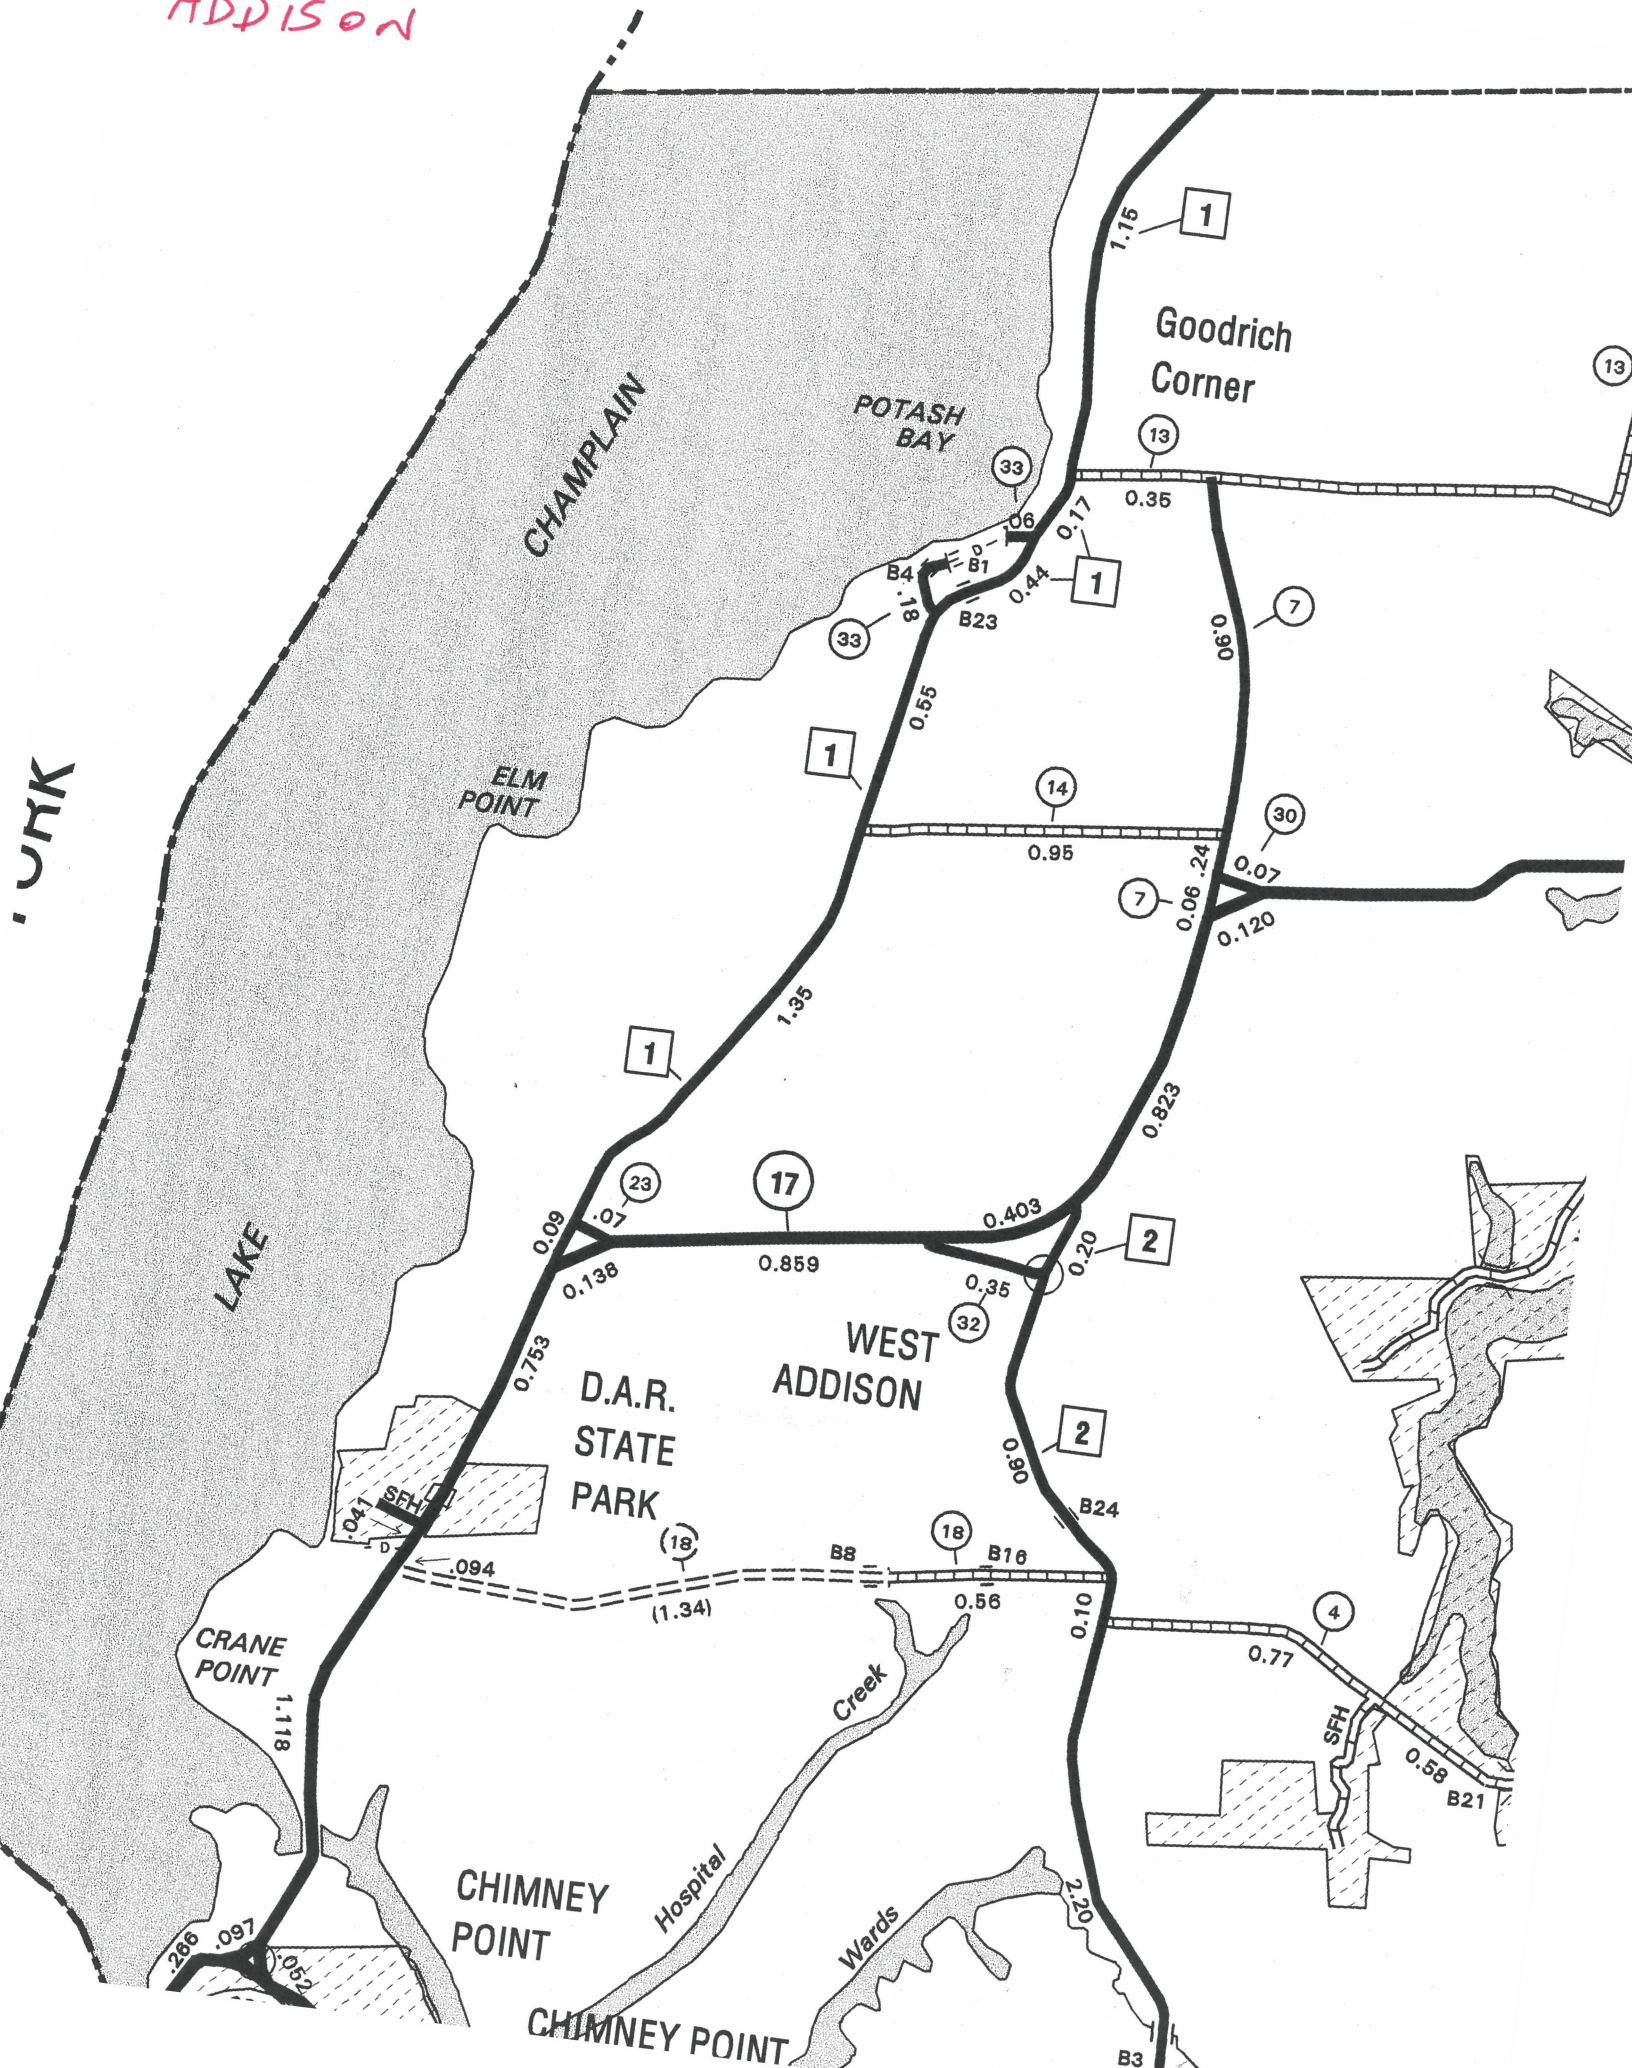 ADDISON
1
1.15
Goodrich
Corner
13
CHAMPLAIN
POTASH
BAY
13
33
0.35
0.17
.06
D
B1
B4
1
0.44
.18
B23
33
7
0.90
0.55
1
ELM
POINT
14
30
0.95
.24
0.07
7
0.06
0.120
1.35
1
0.823
17
23
.07
0.09
0.403
2
0.20
0.138
0.859
0.35
32
LAKE
WEST
ADDISON
0.753
D.A.R.
STATE
PARK
2
0.90
SFH
.041
B24
D
(18)
18
.094
B8
B16
(1.34)
0.56
0.10
4
0.77
CRANE
POINT
1.118
Creek
SFH
0.58
B21
CHIMNEY
POINT
Hospital
2.20
Wards
.266
.097
.052
CHIMNEY POINT
B3